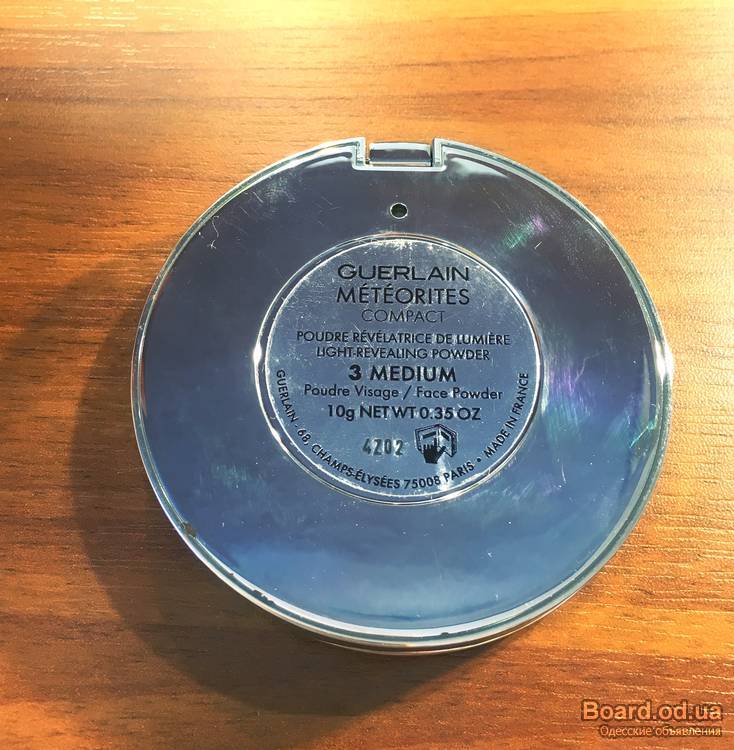 GUERLAIN
MÉTÉORITES
COMPACT
POUDRE RÉVÉLATRICE DE LUMIÈRE
LIGHT-REVEALING POWDER
3 MEDIUM
Poudre Visage / Face Powder
10g NET WT 0.35 OZ
4Z02
GUERLAIN - 68, CHAMPS-ÉLYSÉES 75008 PARIS • MADE IN FRANCE
Board.od.ua
Одесские объявления